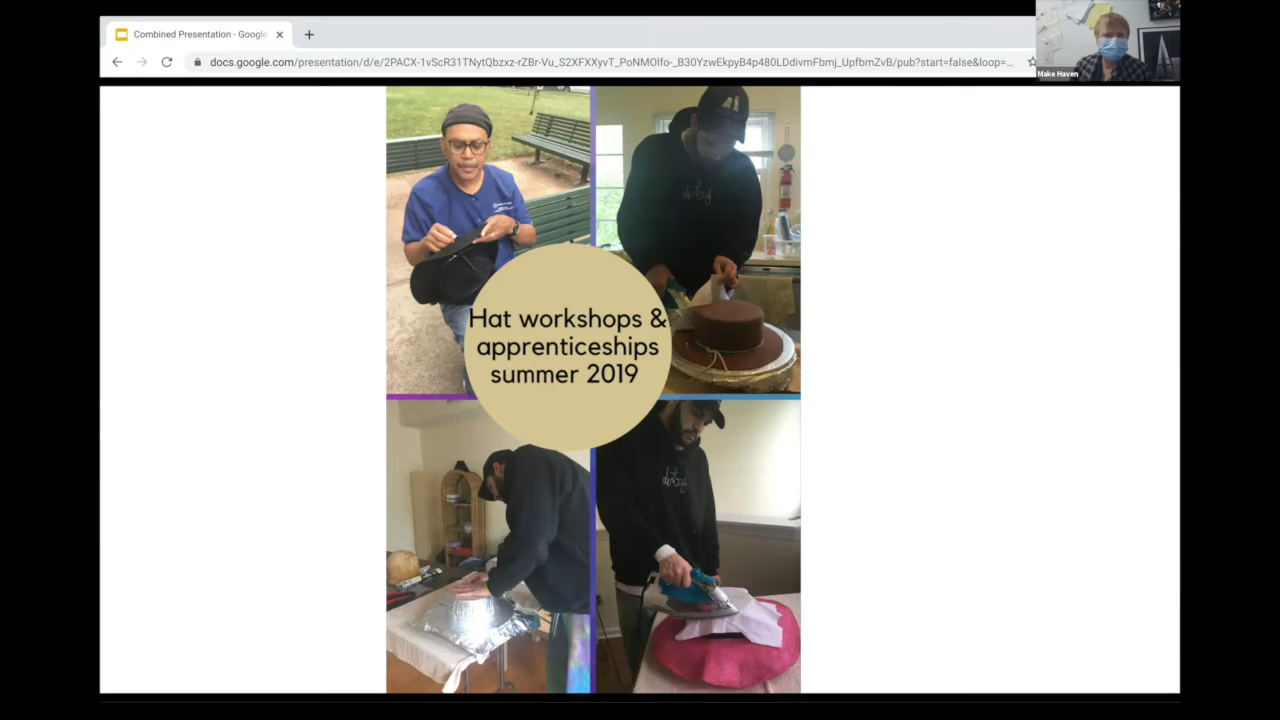 Combined Presentation - Google
docs.google.com/presentation/d/e/2PACX-1vScR31TNytQbzxz-rZBr-Vu_S2XFXXyvT_PoNMOlfo-_B30YzwEkpyB4p480LDdivmFbmj_UpfbmZvB/pub?start=false&loop=...
Make Haven
Hat workshops &
apprenticeships
summer 2019